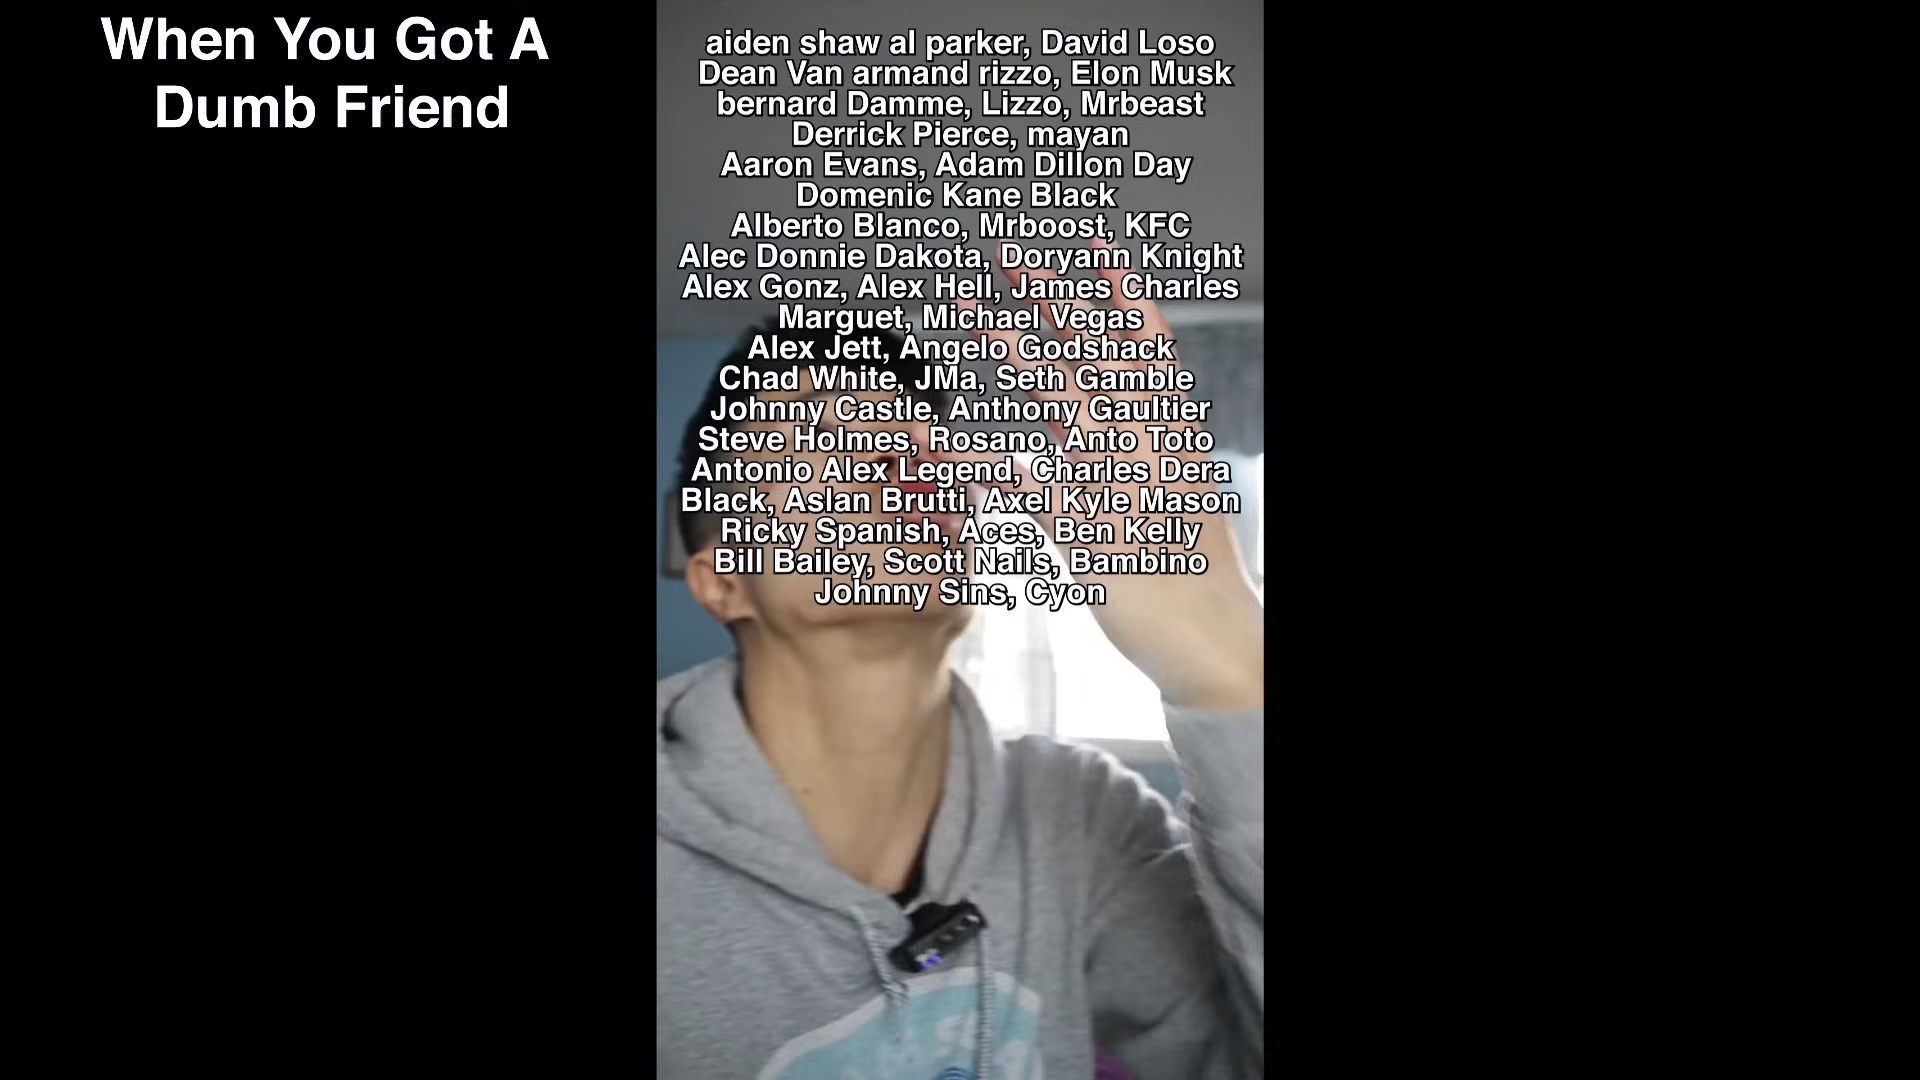 When You Got A
Dumb Friend
aiden shaw al parker, David Loso
Dean Van armand rizzo, Elon Musk
bernard Damme, Lizzo, Mrbeast
Derrick Pierce, mayan
Aaron Evans, Adam Dillon Day
Domenic Kane Black
Alberto Blanco, Mrboost, KFC
Alec Donnie Dakota, Doryann Knight
Alex Gonz, Alex Hell, James Charles
Marguet, Michael Vegas
Alex Jett, Angelo Godshack
Chad White, JMa, Seth Gamble
Johnny Castle, Anthony Gaultier
Steve Holmes, Rosano, Anto Toto
Antonio Alex Legend, Charles Dera
Black, Aslan Brutti, Axel Kyle Mason
Ricky Spanish, Aces, Ben Kelly
Bill Bailey, Scott Nails, Bambino
Johnny Sins, Cyon